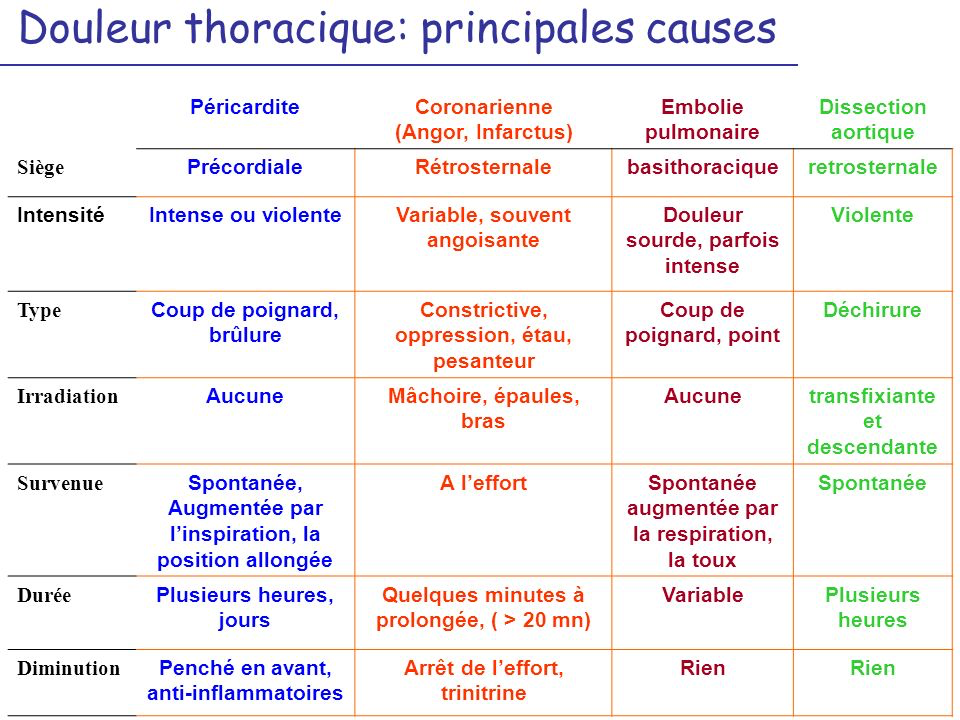 Douleur thoracique: principales causes
Péricardite
Coronarienne
(Angor, Infarctus)
Embolie
pulmonaire
Dissection
aortique
Siège
Précordiale
Rétrosternale
basithoracique
retrosternale
Intensité
Intense ou violente
Variable, souvent
angoisante
Douleur
sourde, parfois
intense
Violente
Type
Coup de poignard,
brûlure
Constrictive,
oppression, étau,
pesanteur
Coup de
poignard, point
Déchirure
Irradiation
Aucune
Mâchoire, épaules,
bras
Aucune
transfixiante
et
descendante
Survenue
Spontanée,
Augmentée par
l’inspiration, la
position allongée
A l’effort
Spontanée
augmentée par
la respiration,
la toux
Spontanée
Durée
Plusieurs heures,
jours
Quelques minutes à
prolongée, ( > 20 mn)
Variable
Plusieurs
heures
Diminution
Penché en avant,
anti-inflammatoires
Arrêt de l’effort,
trinitrine
Rien
Rien